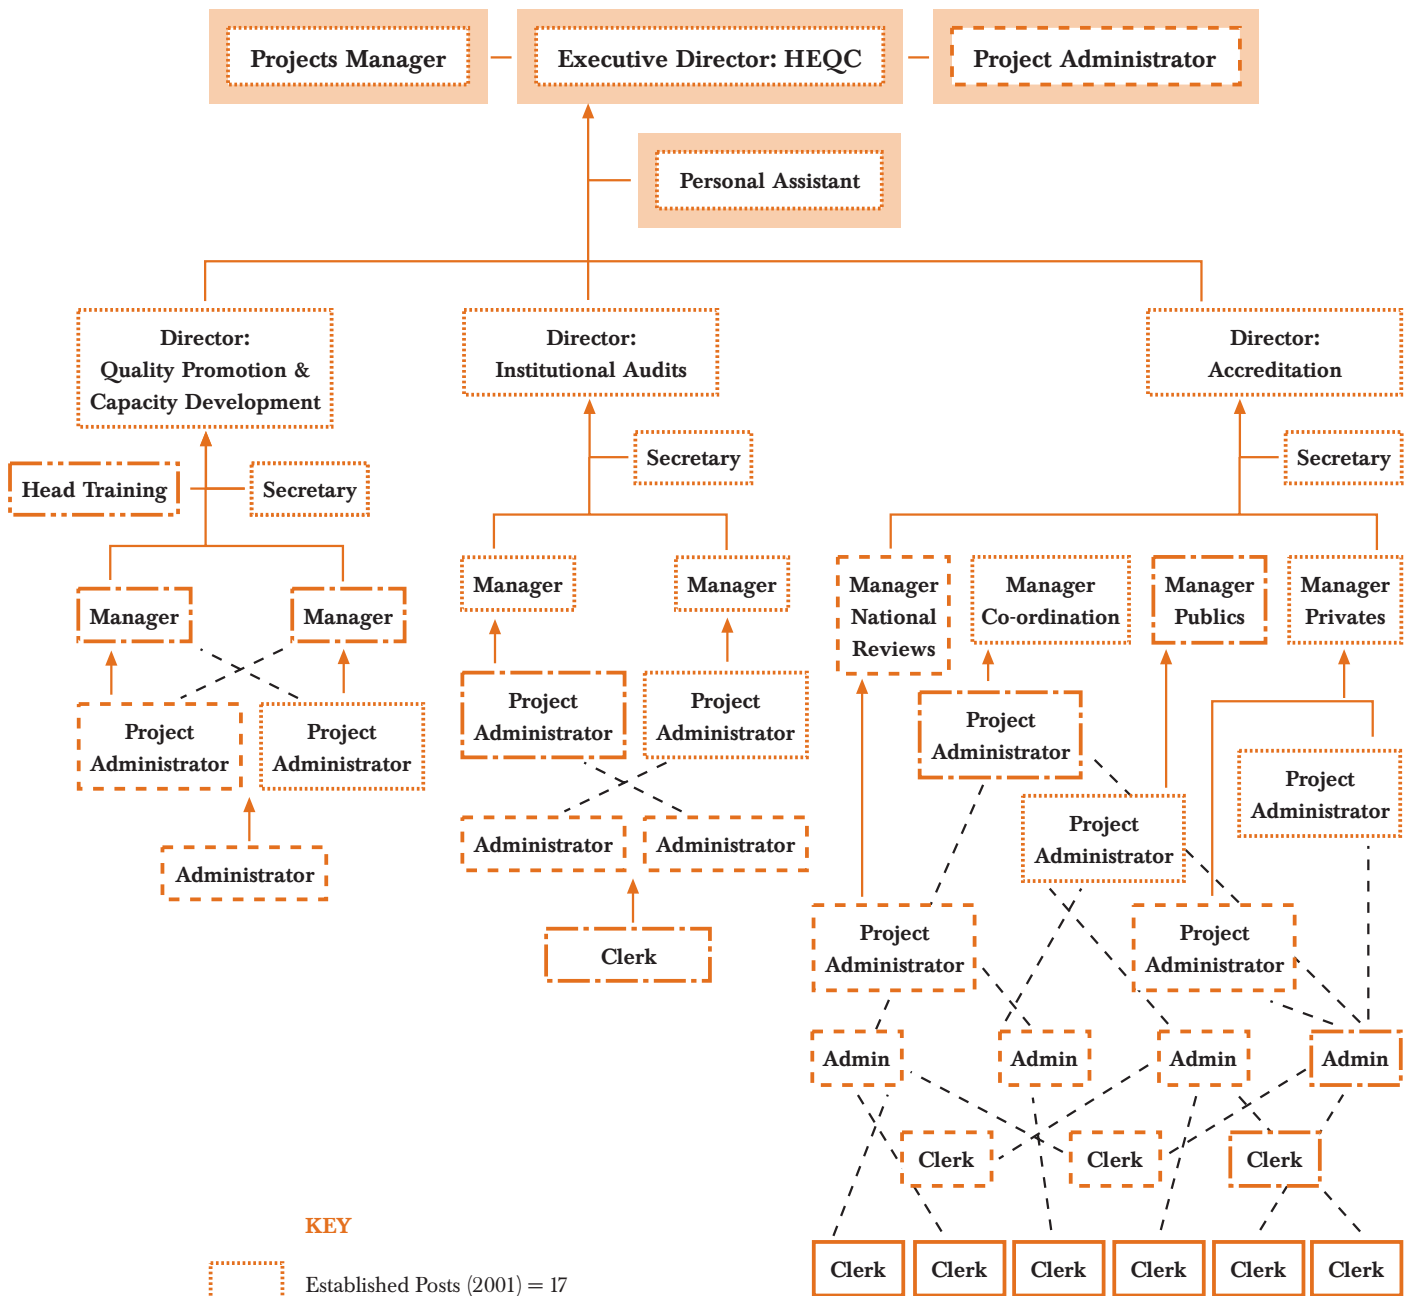 Projects Manager
Executive Director: HEQC
Project Administrator
Personal Assistant
Director:
Quality Promotion &
Capacity Development
Director:
Institutional Audits
Director:
Accreditation
Head Training
Secretary
Secretary
Secretary
Manager
Manager
Manager
Manager
Manager
National
Reviews
Manager
Co-ordination
Manager
Publics
Manager
Privates
Project
Administrator
Project
Administrator
Project
Administrator
Project
Administrator
Project
Administrator
Project
Administrator
Project
Administrator
Administrator
Administrator
Administrator
Clerk
Project
Administrator
Project
Administrator
Admin
Admin
Admin
Admin
Clerk
Clerk
Clerk
Clerk
Clerk
Clerk
Clerk
Clerk
Clerk
KEY
Established Posts (2001) = 17